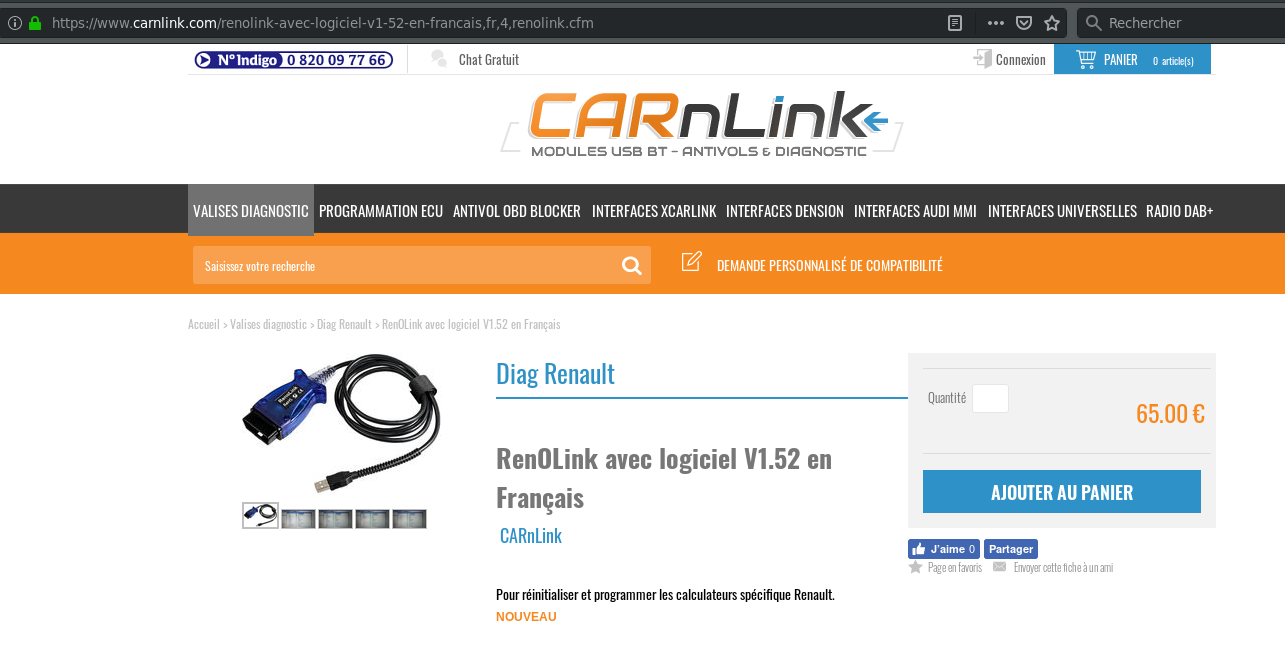 https://www.carnlink.com/renolink-avec-logiciel-v1-52-en-francais,fr,4,renolink.cfm
Rechercher
N°Indigo 0 820 09 77 66
Chat Gratuit
Connexion
PANIER 0 article(s)
CARnLink
MODULES USB BT - ANTIVOLS & DIAGNOSTIC
VALISES DIAGNOSTIC PROGRAMMATION ECU ANTIVOL OBD BLOCKER INTERFACES XCARLINK INTERFACES DENSION INTERFACES AUDI MMI INTERFACES UNIVERSELLES RADIO DAB+
Saisissez votre recherche
DEMANDE PERSONNALISÉ DE COMPATIBILITÉ
Accueil > Valises diagnostic > Diag Renault > RenOLink avec logiciel V1.52 en Français
Diag Renault
RenOLink avec logiciel V1.52 en
Français
CARnLink
Pour réinitialiser et programmer les calculateurs spécifique Renault.
NOUVEAU
Quantité
65.00 €
AJOUTER AU PANIER
J'aime 0 Partager
Page en favoris Envoyer cette fiche à un ami
RenoLink